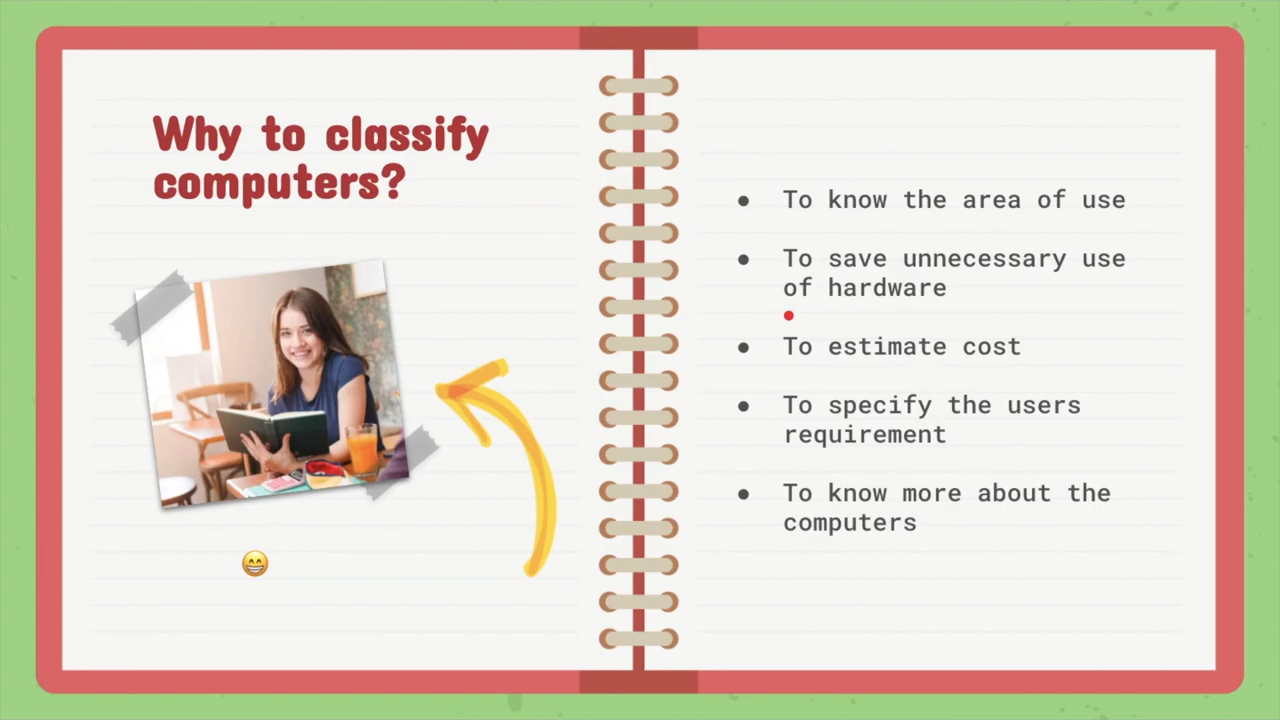 Why to classify
computers?
● To know the area of use
● To save unnecessary use
of hardware
● To estimate cost
● To specify the users
requirement
● To know more about the
computers